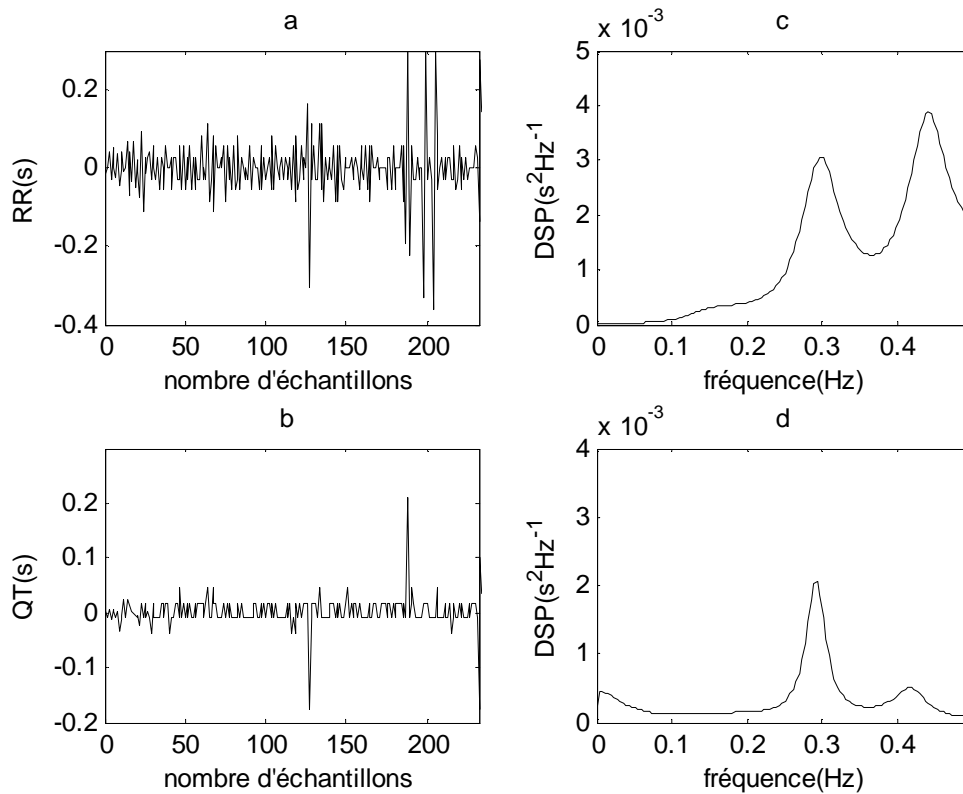 a
RR(s)
0.2
0
-0.2
-0.4
0 50 100 150 200
nombre d'échantillons
c
x 10^-3
DSP(s^2Hz^-1
5
4
3
2
1
0
0 0.1 0.2 0.3 0.4
fréquence(Hz)
b
QT(s)
0.2
0.1
0
-0.1
-0.2
0 50 100 150 200
nombre d'échantillons
d
x 10^-3
DSP(s^2Hz^-1
4
3
2
1
0
0 0.1 0.2 0.3 0.4
fréquence(Hz)